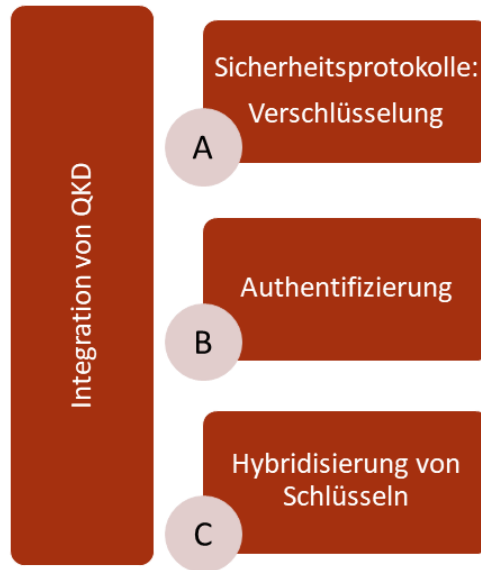 Integration von QKD
Sicherheitsprotokolle:
Verschlüsselung
A
Authentifizierung
B
Hybridisierung von
Schlüsseln
C